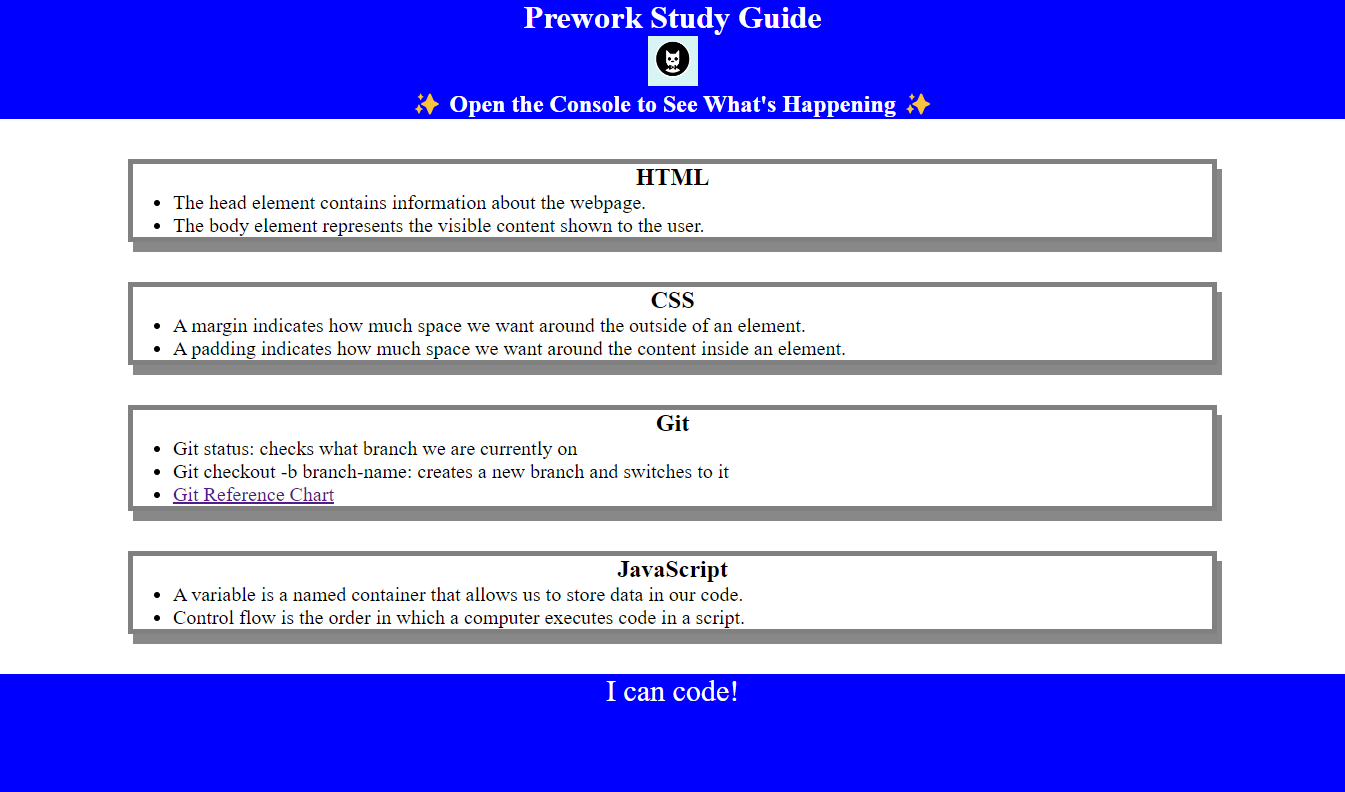 Prework Study Guide
✨ Open the Console to See What's Happening ✨
HTML
The head element contains information about the webpage.
The body element represents the visible content shown to the user.
CSS
A margin indicates how much space we want around the outside of an element.
A padding indicates how much space we want around the content inside an element.
Git
Git status: checks what branch we are currently on
Git checkout -b branch-name: creates a new branch and switches to it
Git Reference Chart
JavaScript
A variable is a named container that allows us to store data in our code.
Control flow is the order in which a computer executes code in a script.
I can code!